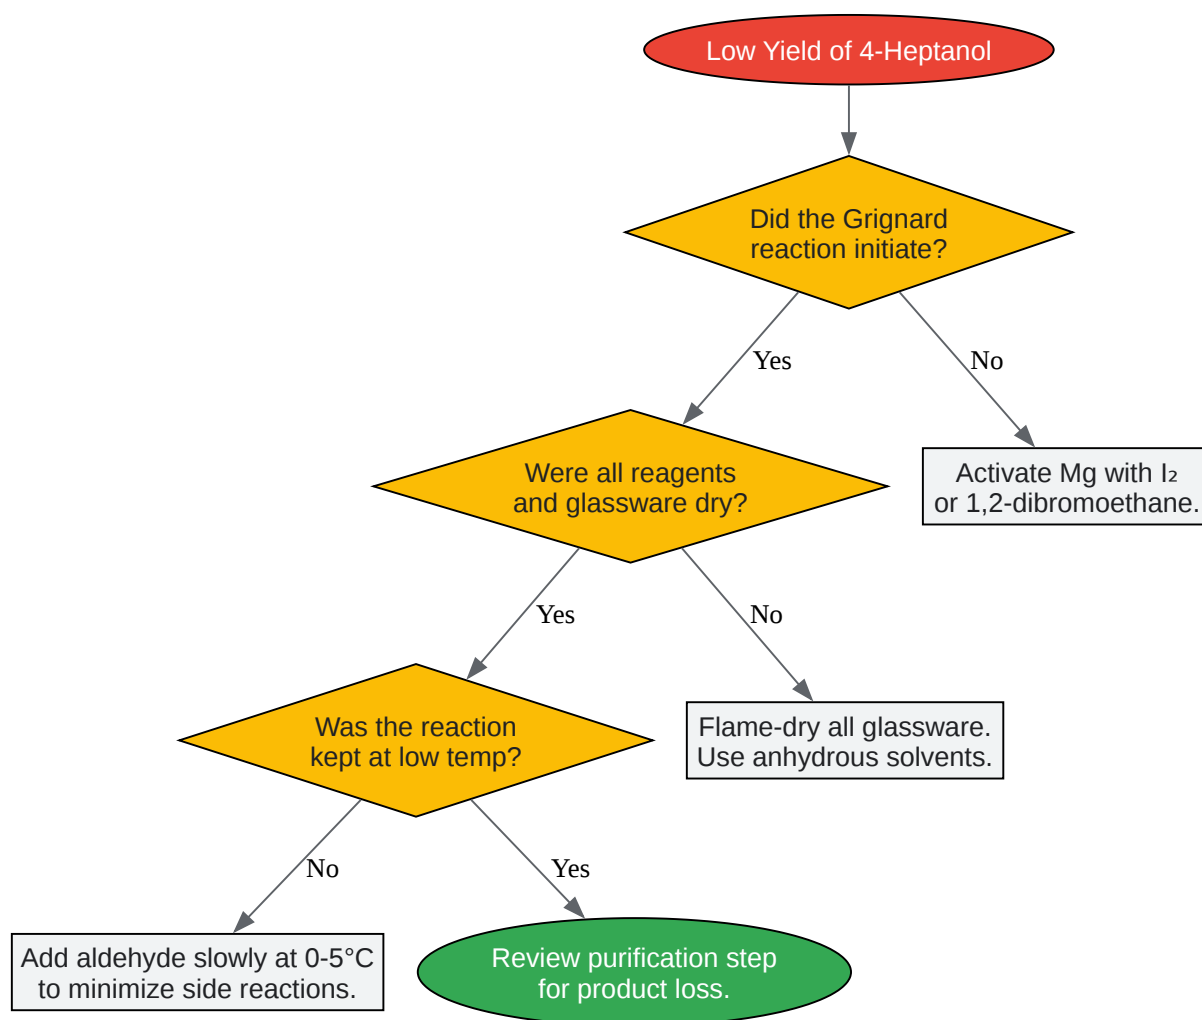 Low Yield of 4-Heptanol
Did the Grignard
reaction initiate?
Yes
No
Were all reagents
and glassware dry?
Activate Mg with I₂
or 1,2-dibromoethane.
Yes
No
Was the reaction
kept at low temp?
Flame-dry all glassware.
Use anhydrous solvents.
No
Yes
Add aldehyde slowly at 0-5°C
to minimize side reactions.
Review purification step
for product loss.